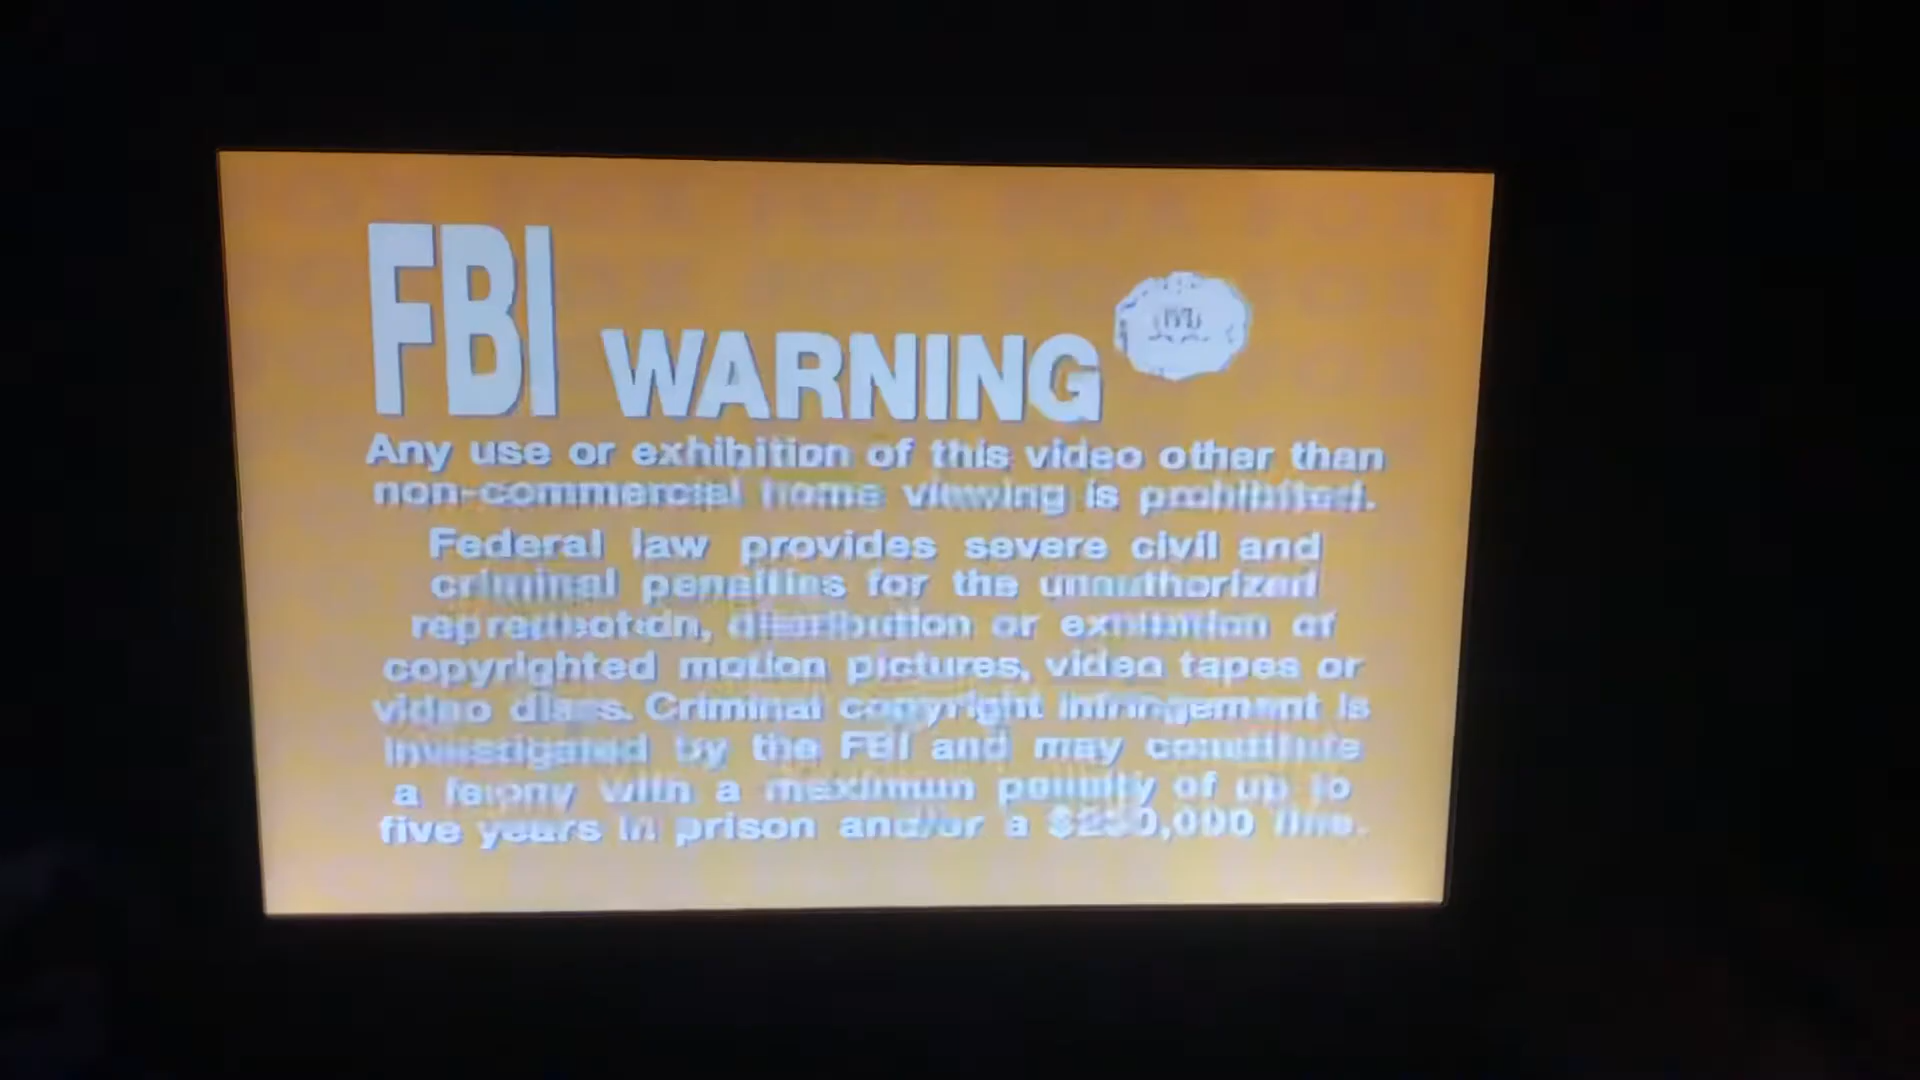 FBI WARNING
Any use or exhibition of this video other than
non-commercial home viewing is prohibited.
Federal law provides severe civil and
criminal penalties for the unauthorized
reproduction, distribution or exhibition of
copyrighted motion pictures, video tapes or
video discs. Criminal copyright infringement is
investigated by the FBI and may constitute
a felony with a maximum penalty of up to
five years in prison and/or a $250,000 fine.